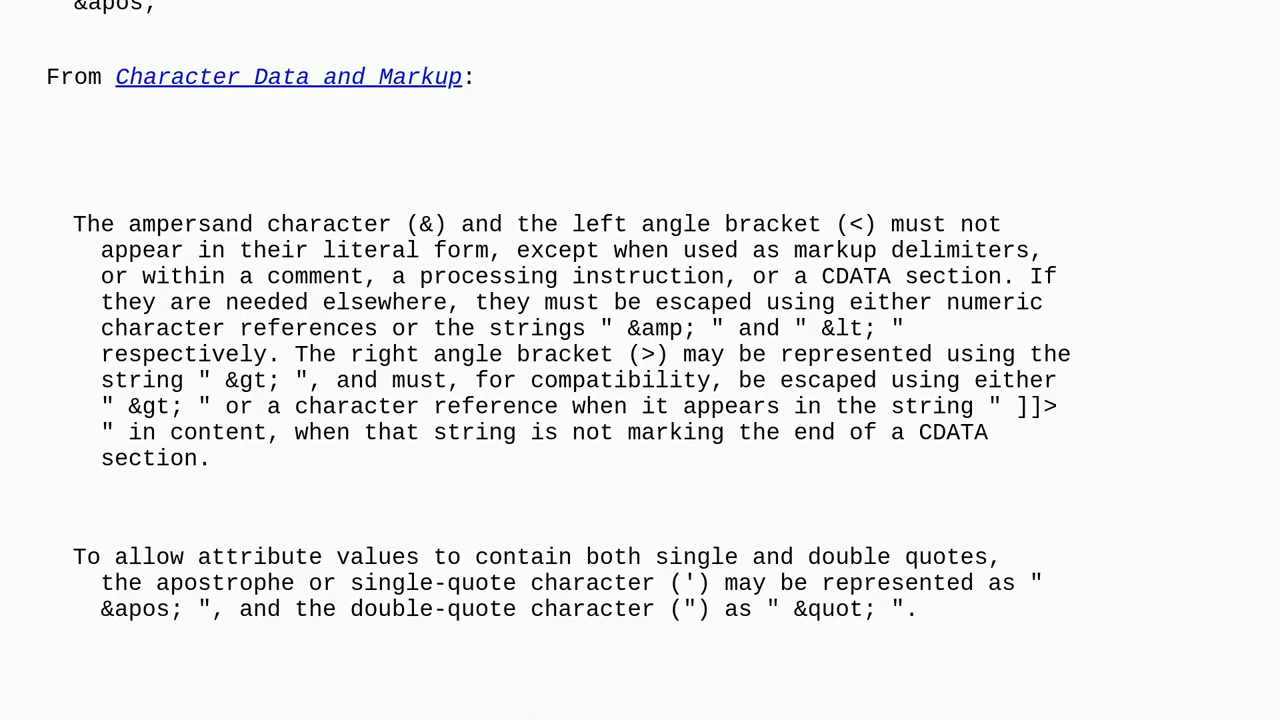 &apos;
From Character Data and Markup:
The ampersand character (&) and the left angle bracket (<) must not
appear in their literal form, except when used as markup delimiters,
or within a comment, a processing instruction, or a CDATA section. If
they are needed elsewhere, they must be escaped using either numeric
character references or the strings " &amp; " and " &lt; "
respectively. The right angle bracket (>) may be represented using the
string " &gt; ", and must, for compatibility, be escaped using either
" &gt; " or a character reference when it appears in the string " ]]>
" in content, when that string is not marking the end of a CDATA
section.
To allow attribute values to contain both single and double quotes,
the apostrophe or single-quote character (') may be represented as "
&apos; ", and the double-quote character (") as " &quot; ".